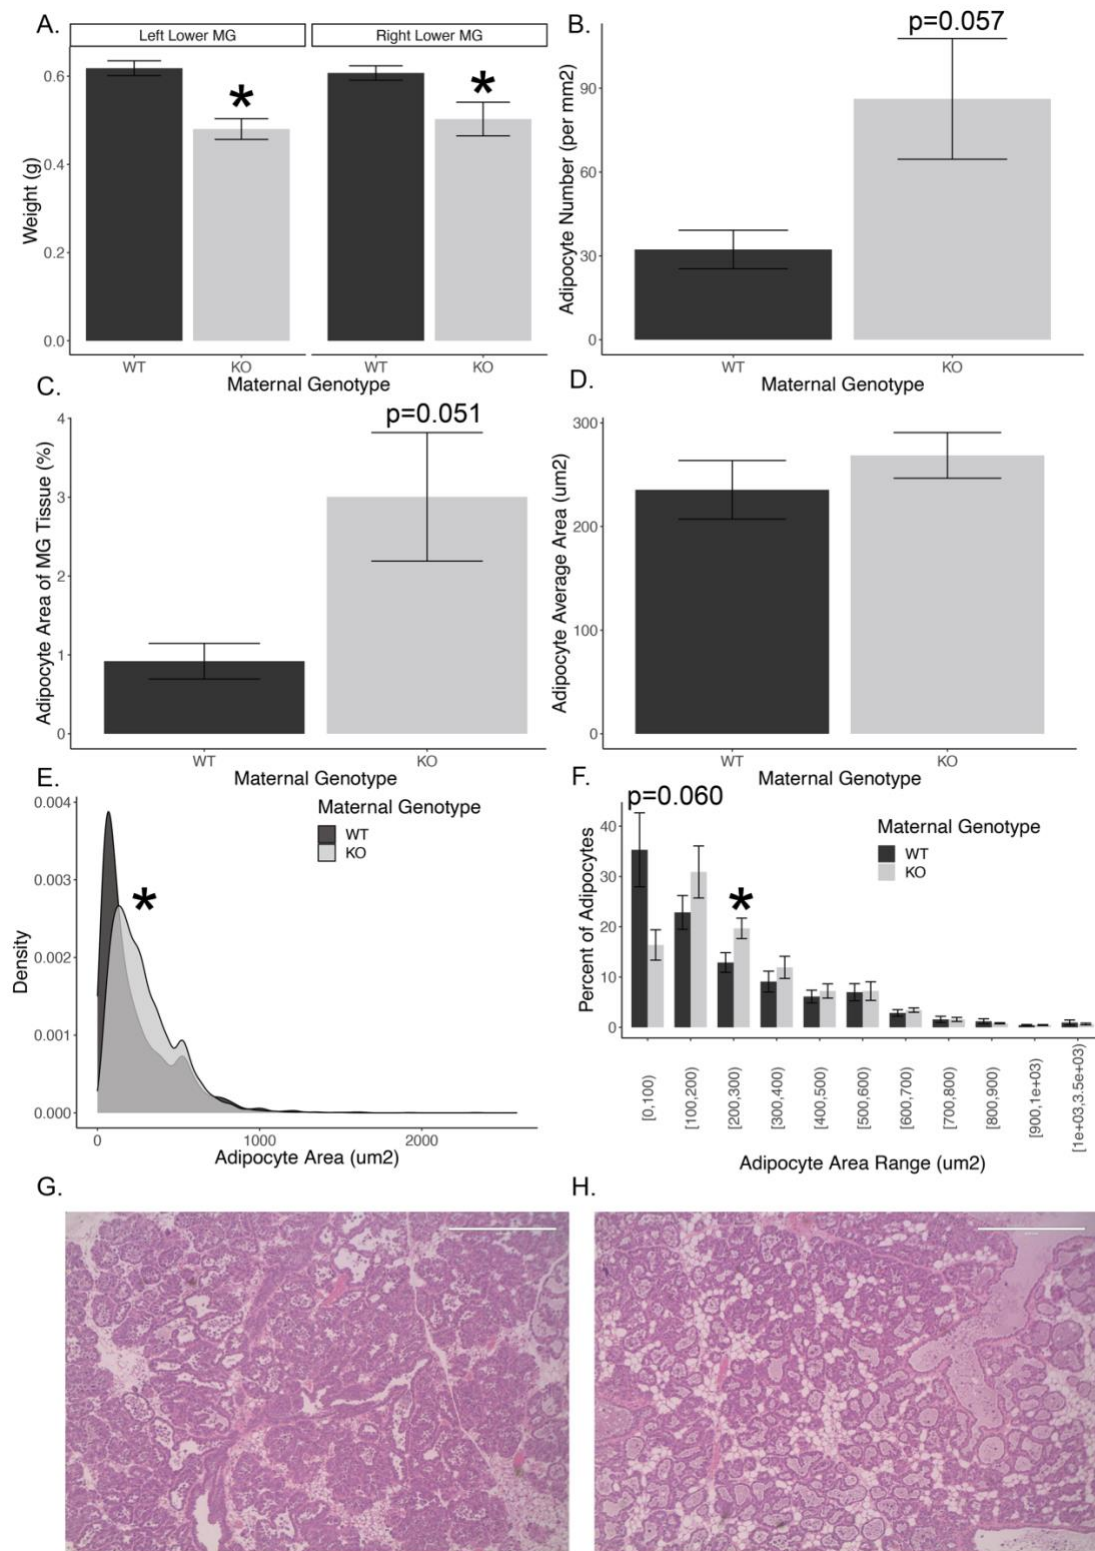 A.
Left Lower MG
Right Lower MG
Weight (g)
0.6
0.4
0.2
0.0
*
*
WT
KO
WT
KO
Maternal Genotype
B.
p=0.057
Adipocyte Number (per mm2)
90
60
30
0
WT
KO
Maternal Genotype
C.
p=0.051
Adipocyte Area of MG Tissue (%)
4
3
2
1
0
WT
KO
Maternal Genotype
D.
Adipocyte Average Area (um2)
300
200
100
0
WT
KO
Maternal Genotype
E.
Maternal Genotype
WT
KO
*
Density
0.004
0.003
0.002
0.001
0.000
0
1000
2000
Adipocyte Area (um2)
F.
p=0.060
Maternal Genotype
WT
KO
*
Percent of Adipocytes
40
30
20
10
0
[0,100)
[100,200)
[200,300)
[300,400)
[400,500)
[500,600)
[600,700)
[700,800)
[800,900)
[900,1e+03)
[1e+03,3.5e+03)
Adipocyte Area Range (um2)
G.
H.